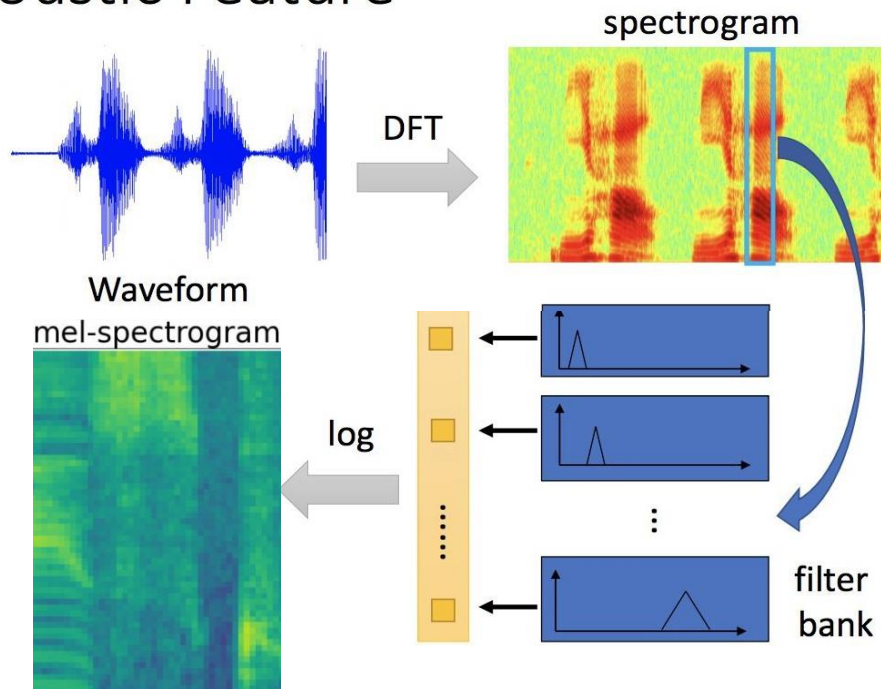 spectrogram
DFT
Waveform
mel-spectrogram
log
filter
bank